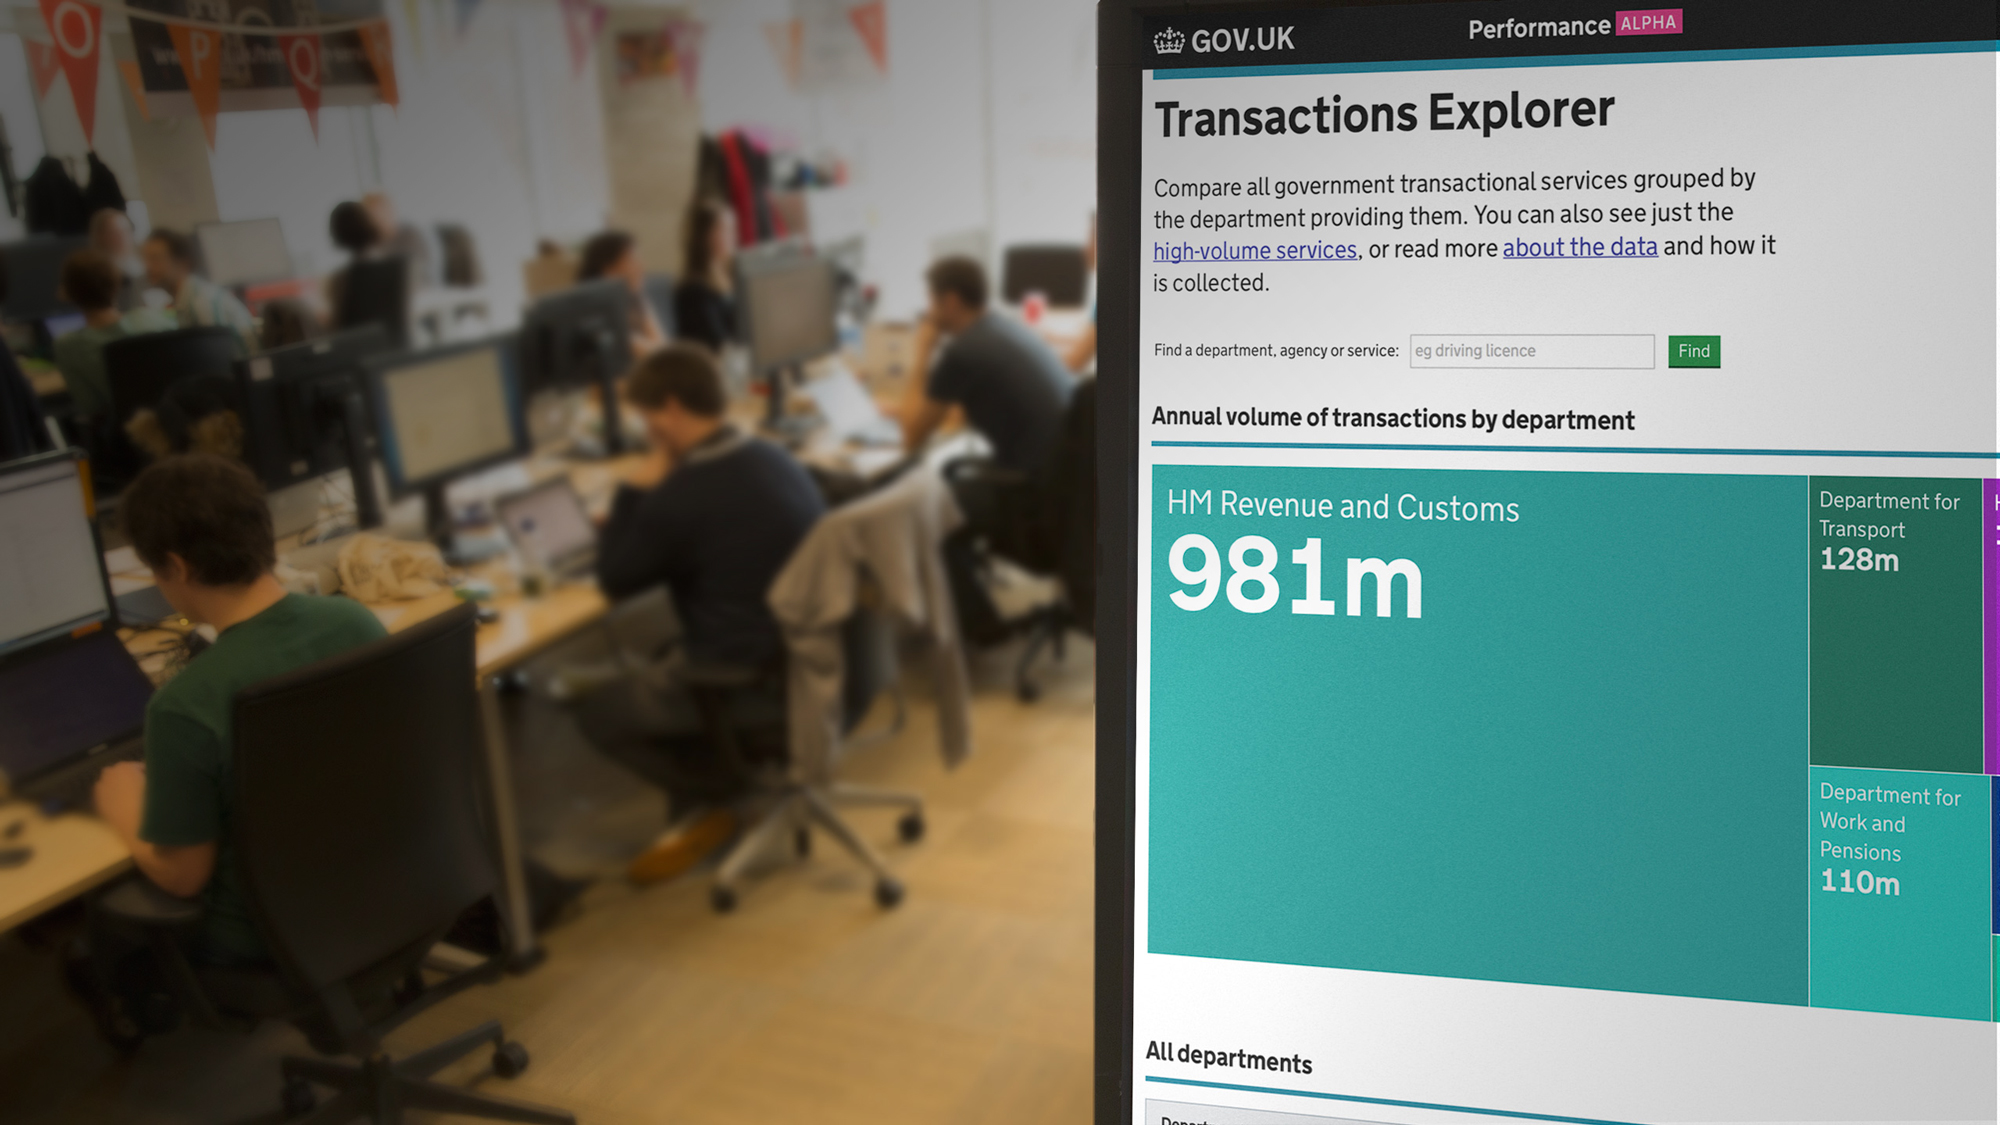 O
P
Q
GOV.UK
Performance ALPHA
Transactions Explorer
Compare all government transactional services grouped by
the department providing them. You can also see just the
high-volume services, or read more about the data and how it
is collected.
Find a department, agency or service: eg driving licence Find
Annual volume of transactions by department
HM Revenue and Customs
981m
Department for
Transport
128m
Department for
Work and
Pensions
110m
All departments